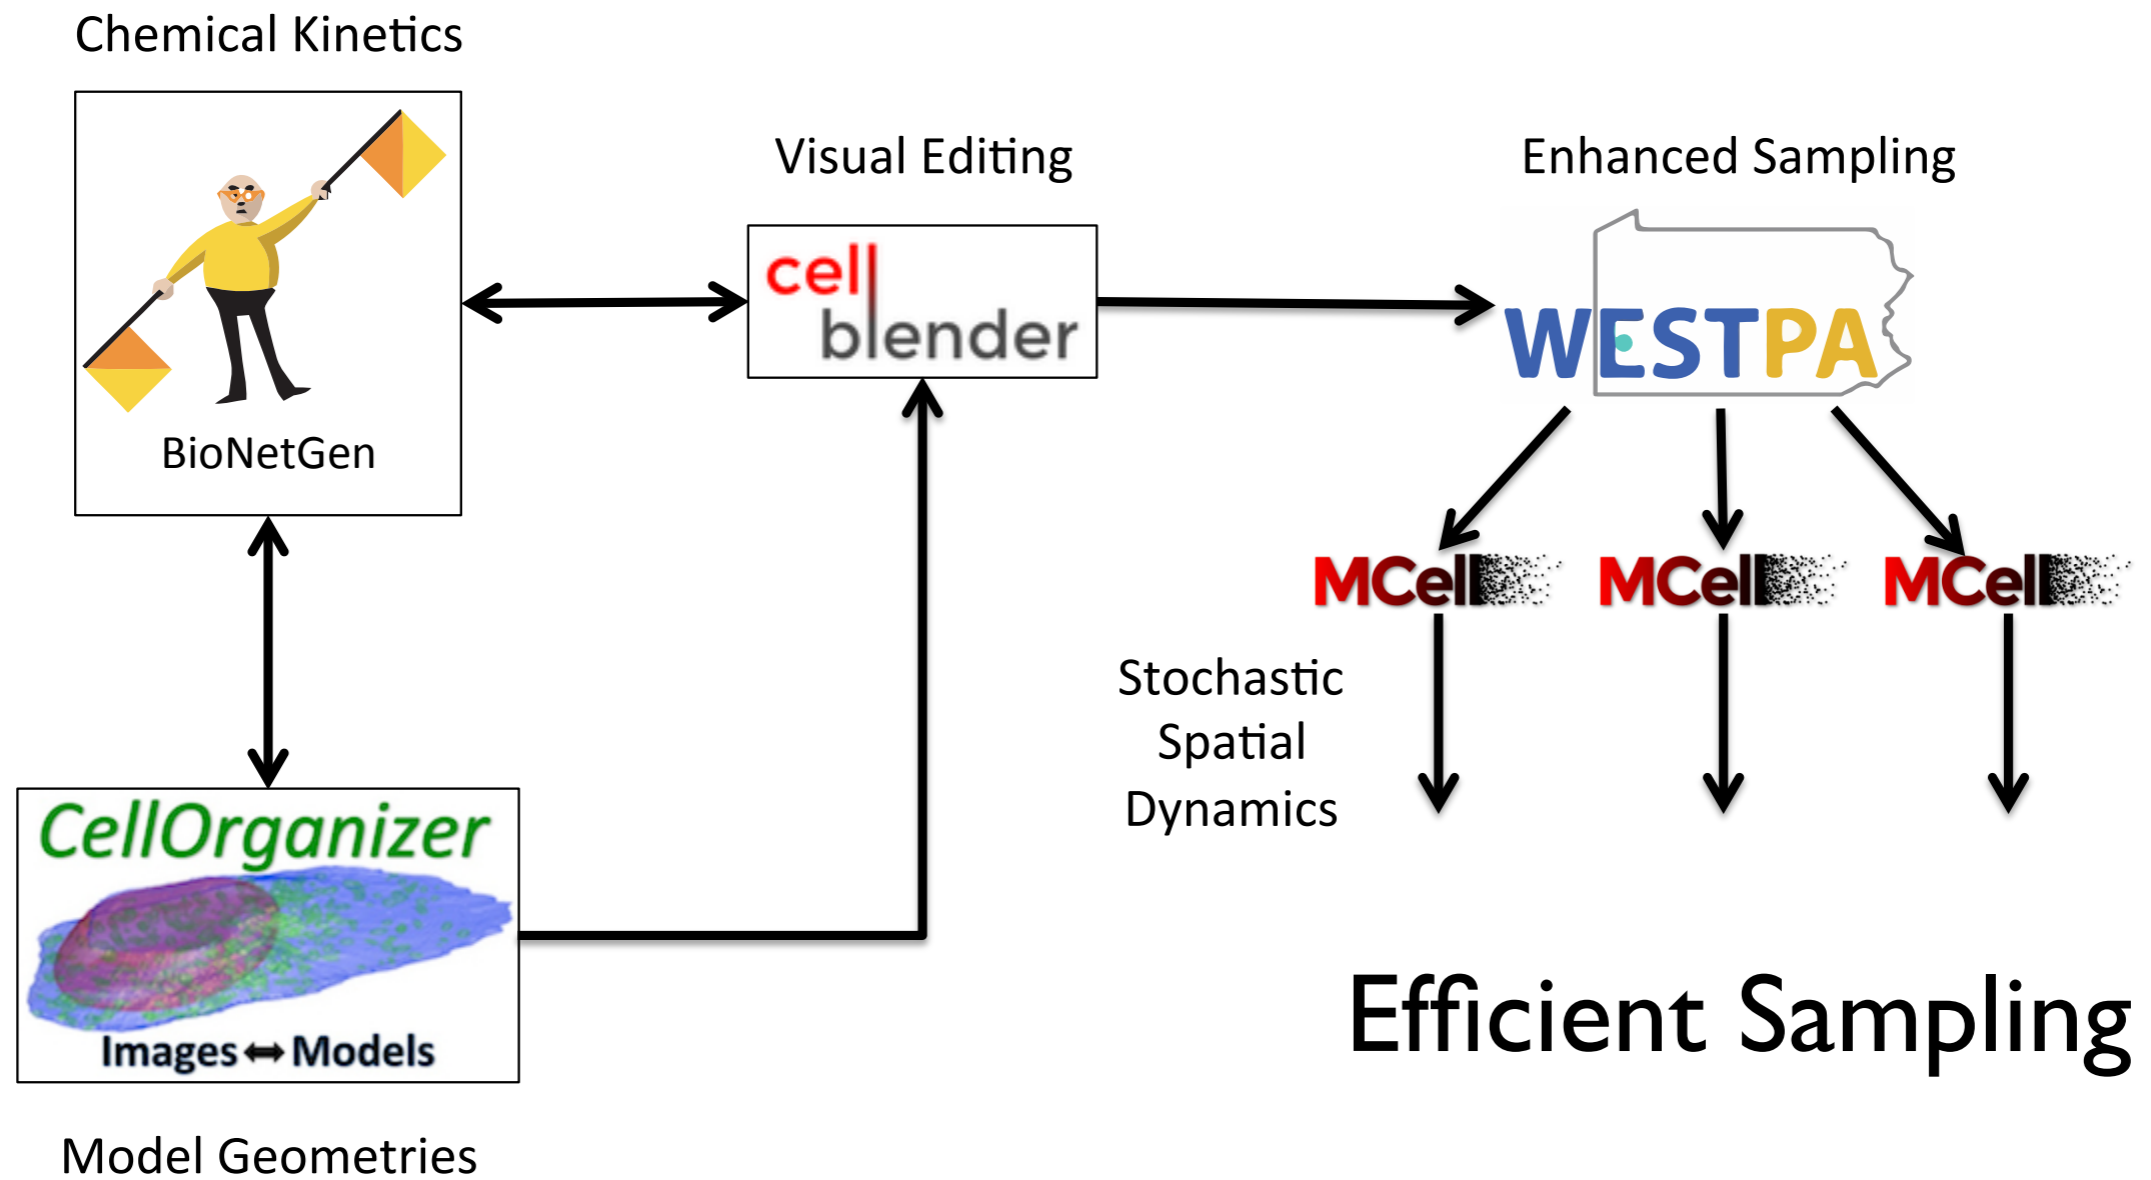 Chemical Kinetics
BioNetGen
Visual Editing
cell
blender
Enhanced Sampling
WESTPA
MCell MCell MCell
Stochastic
Spatial
Dynamics
CellOrganizer
Images ⬌ Models
Model Geometries
Efficient Sampling